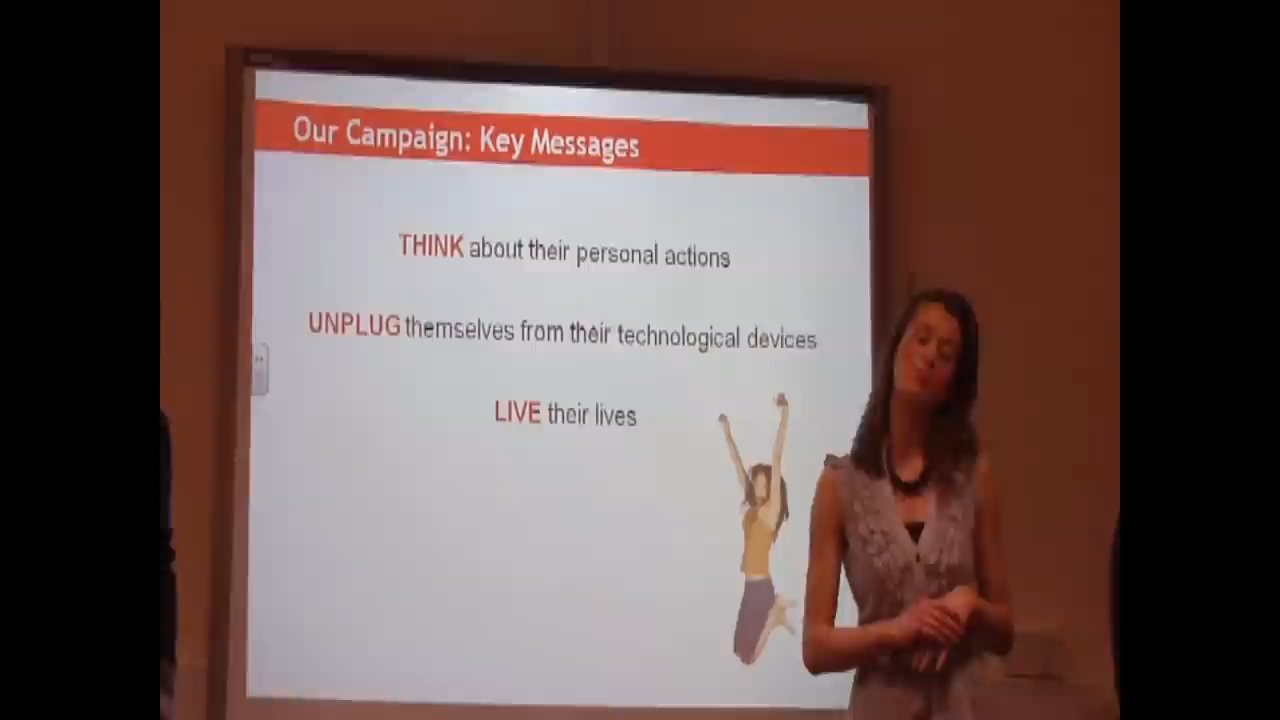 Our Campaign: Key Messages
THINK about their personal actions
UNPLUG themselves from their technological devices
LIVE their lives